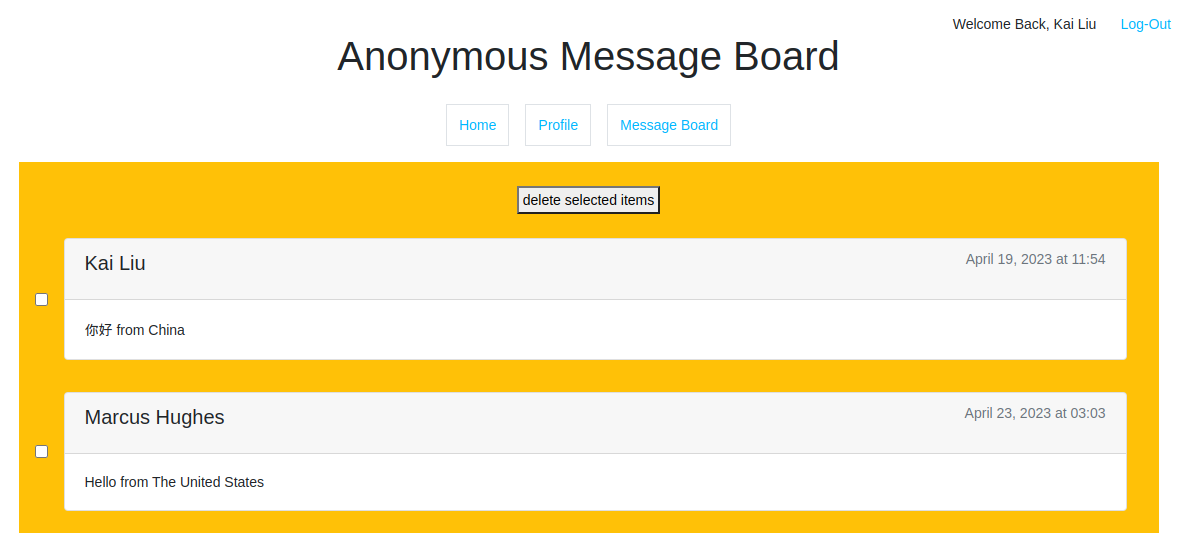 Welcome Back, Kai Liu Log-Out
Anonymous Message Board
Home Profile Message Board
delete selected items
Kai Liu April 19, 2023 at 11:54
你好 from China
Marcus Hughes April 23, 2023 at 03:03
Hello from The United States